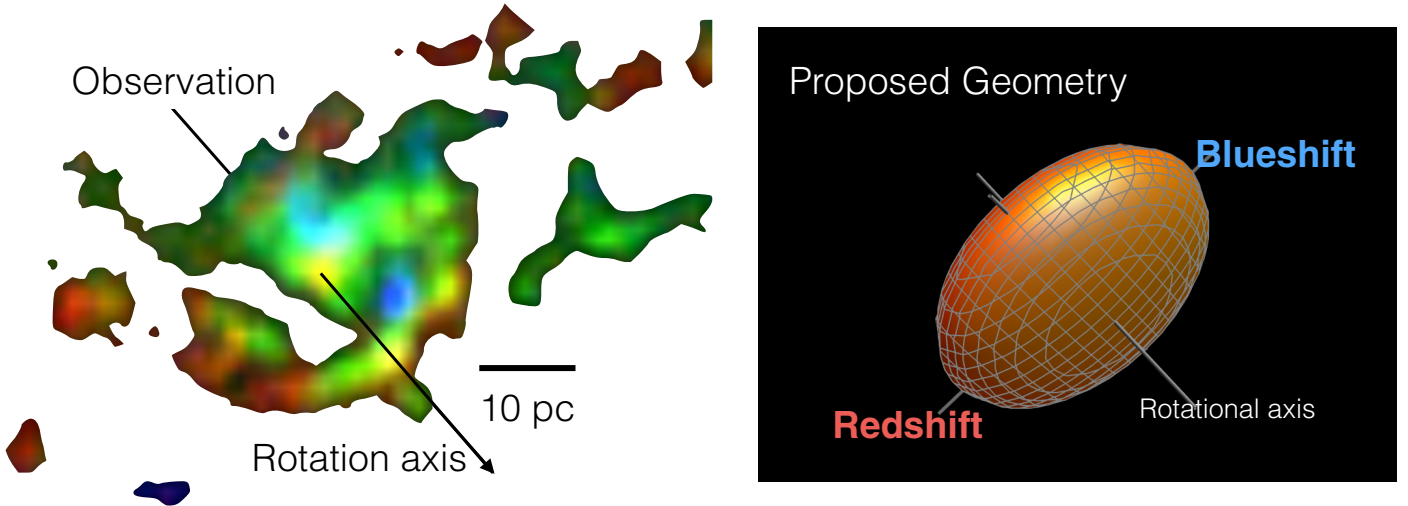 Observation
10 pc
Rotation axis
Proposed Geometry
Blueshift
Redshift
Rotational axis